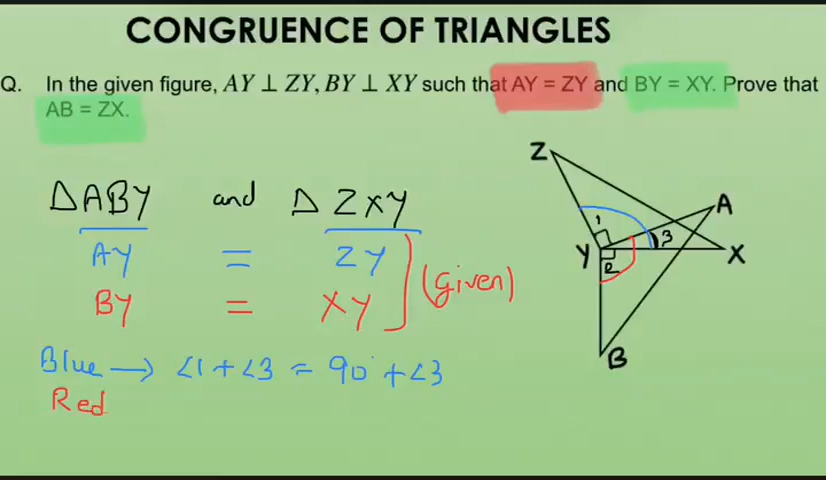 CONGRUENCE OF TRIANGLES
Q. In the given figure, AY ⊥ ZY, BY ⊥ XY such that AY = ZY and BY = XY. Prove that
AB = ZX.
ΔABY and ΔZXY
AY = ZY
BY = XY (Given)
Blue → ∠1 + ∠3 = 90° + ∠3
Red
Z
A
1
3
Y
X
2
B